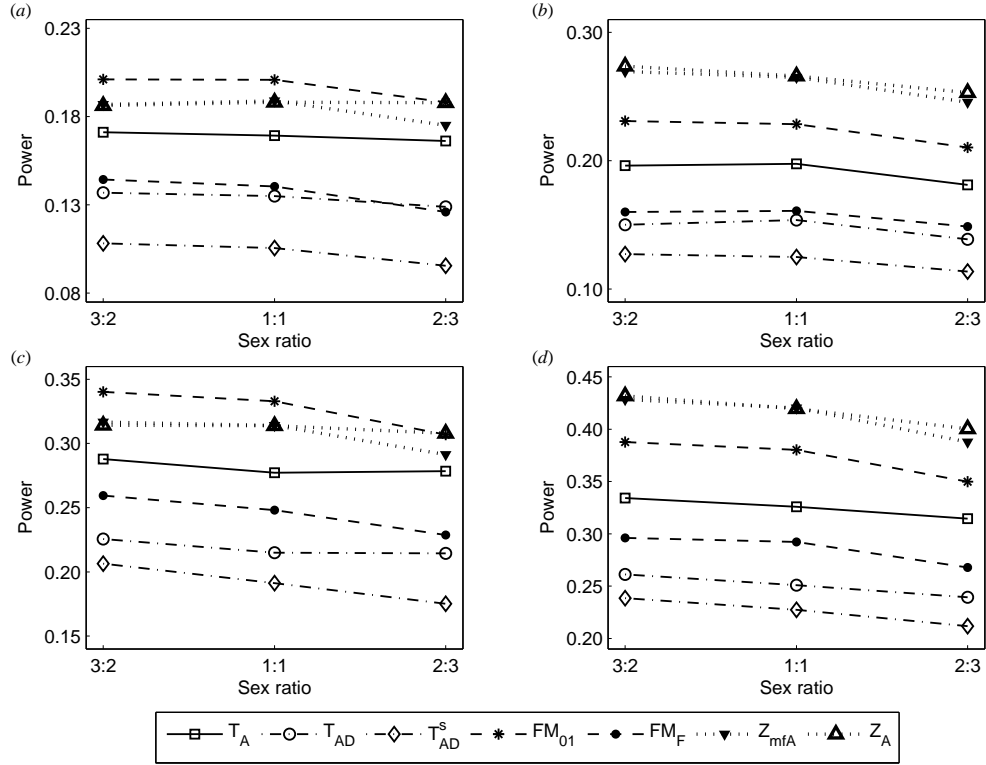 (a)
0.23
0.18
0.13
0.08
Power
3:2 1:1 2:3
Sex ratio
(b)
0.30
0.20
0.10
Power
3:2 1:1 2:3
Sex ratio
(c)
0.35
0.30
0.25
0.20
0.15
Power
3:2 1:1 2:3
Sex ratio
(d)
0.45
0.40
0.35
0.30
0.25
0.20
Power
3:2 1:1 2:3
Sex ratio
T_A T_AD T^s_AD FM_01 FM_F Z_mfA Z_A